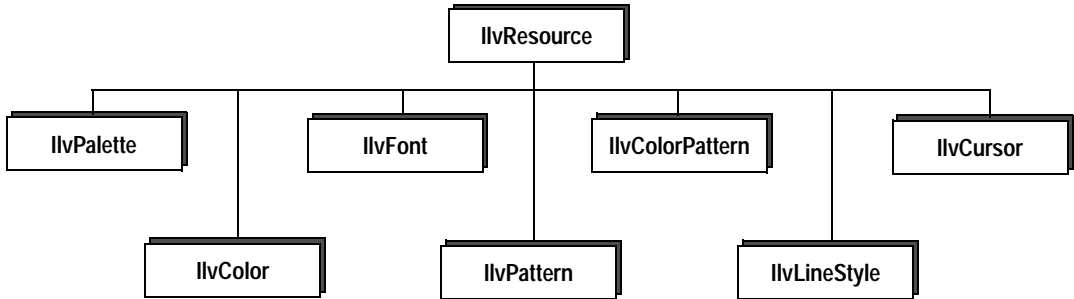 IlvResource
IlvPalette
IlvFont
IlvColorPattern
IlvCursor
IlvColor
IlvPattern
IlvLineStyle